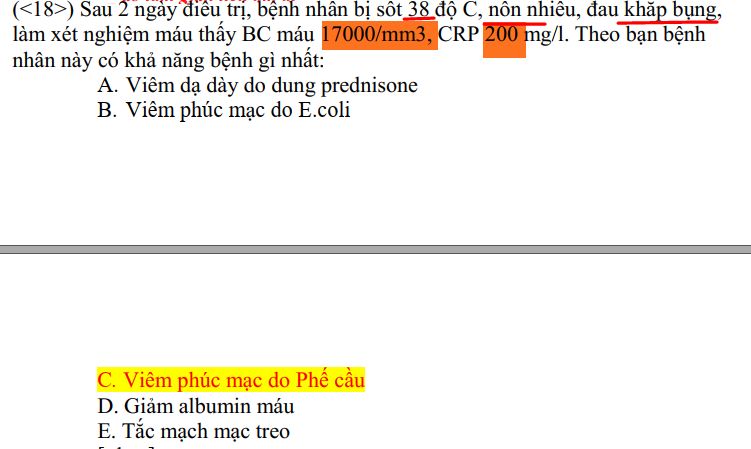 (<18>) Sau 2 ngày điều trị, bệnh nhân bị sốt 38 độ C, nôn nhiều, đau khắp bụng,
làm xét nghiệm máu thấy BC máu 17000/mm3, CRP 200 mg/l. Theo bạn bệnh
nhân này có khả năng bệnh gì nhất:
A. Viêm dạ dày do dung prednisone
B. Viêm phúc mạc do E.coli
C. Viêm phúc mạc do Phế cầu
D. Giảm albumin máu
E. Tắc mạch mạc treo